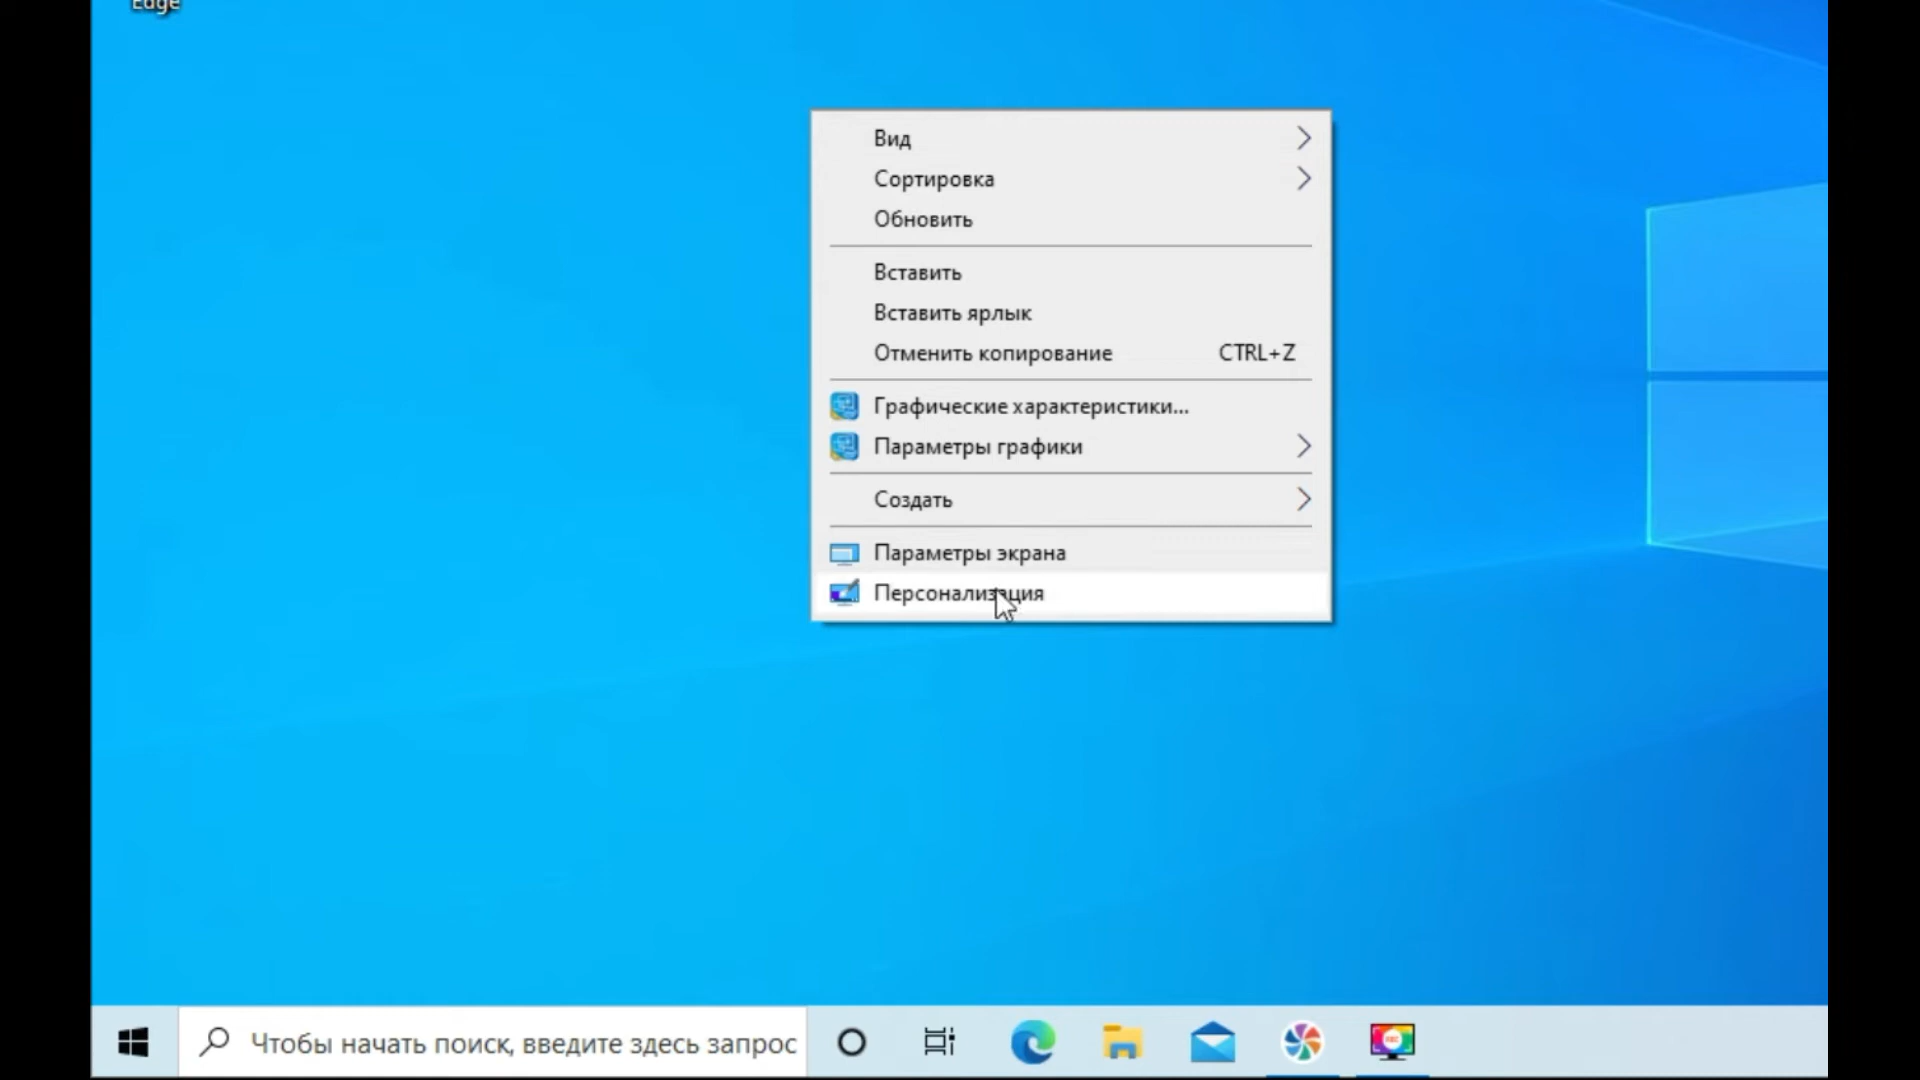 Edge
Вид
Сортировка
Обновить
Вставить
Вставить ярлык
Отменить копирование CTRL+Z
Графические характеристики...
Параметры графики
Создать
Параметры экрана
Персонализация
Чтобы начать поиск, введите здесь запрос